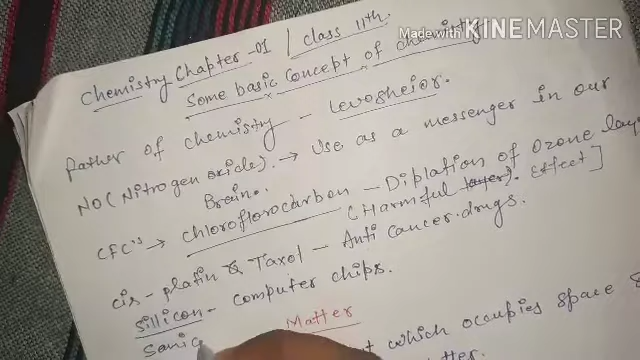 Made with KINEMASTER
Chemistry Chapter-01 / Class 11th.
Some basic concept of chemistry
Father of chemistry - Levosheior.
NO (Nitrogen oxide). → Use as a messenger in our
Brain.
CFC's → Chloroflorocarbon - Diplation of Ozone laye
(Harmful Effect]
Cis-platin & Taxol - Anti cancer.drugs.
Sillicon - Computer chips.
Matter
which occupies space &